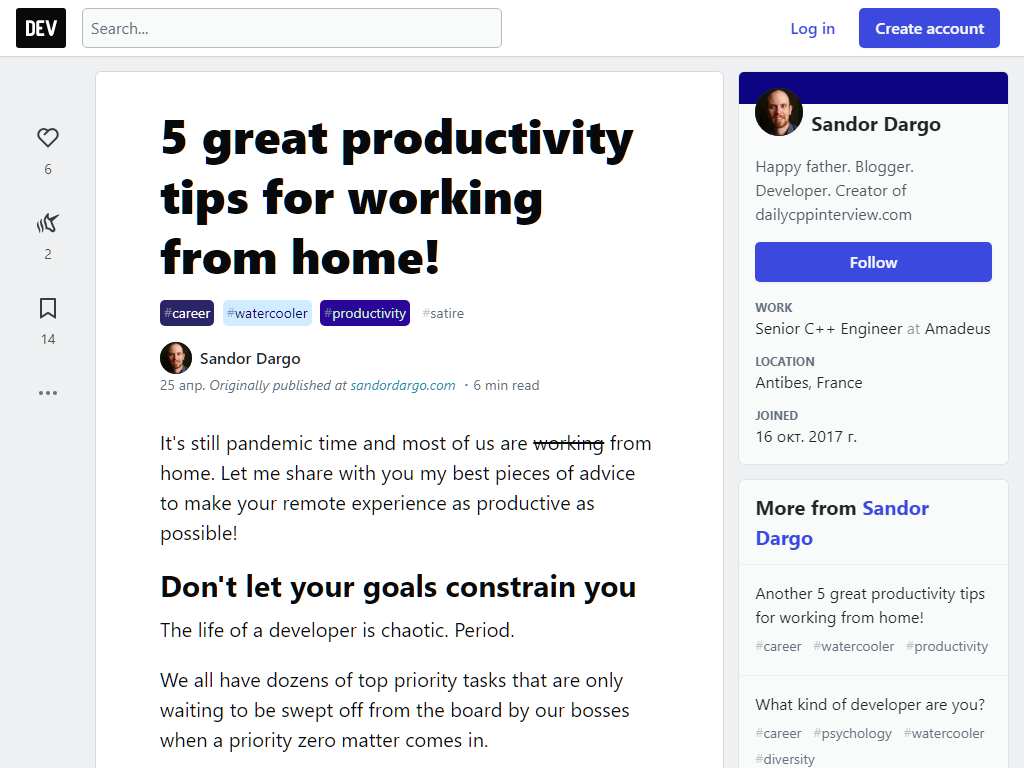 DEV
Search...
Log in
Create account
6
2
14
5 great productivity
tips for working
from home!
#career #watercooler #productivity #satire
Sandor Dargo
25 апр. Originally published at sandordargo.com ・6 min read
It's still pandemic time and most of us are working from
home. Let me share with you my best pieces of advice
to make your remote experience as productive as
possible!
Don't let your goals constrain you
The life of a developer is chaotic. Period.
We all have dozens of top priority tasks that are only
waiting to be swept off from the board by our bosses
when a priority zero matter comes in.
Sandor Dargo
Happy father. Blogger.
Developer. Creator of
dailycppinterview.com
Follow
WORK
Senior C++ Engineer at Amadeus
LOCATION
Antibes, France
JOINED
16 окт. 2017 г.
More from Sandor
Dargo
Another 5 great productivity tips
for working from home!
#career #watercooler #productivity
What kind of developer are you?
#career #psychology #watercooler
#diversity